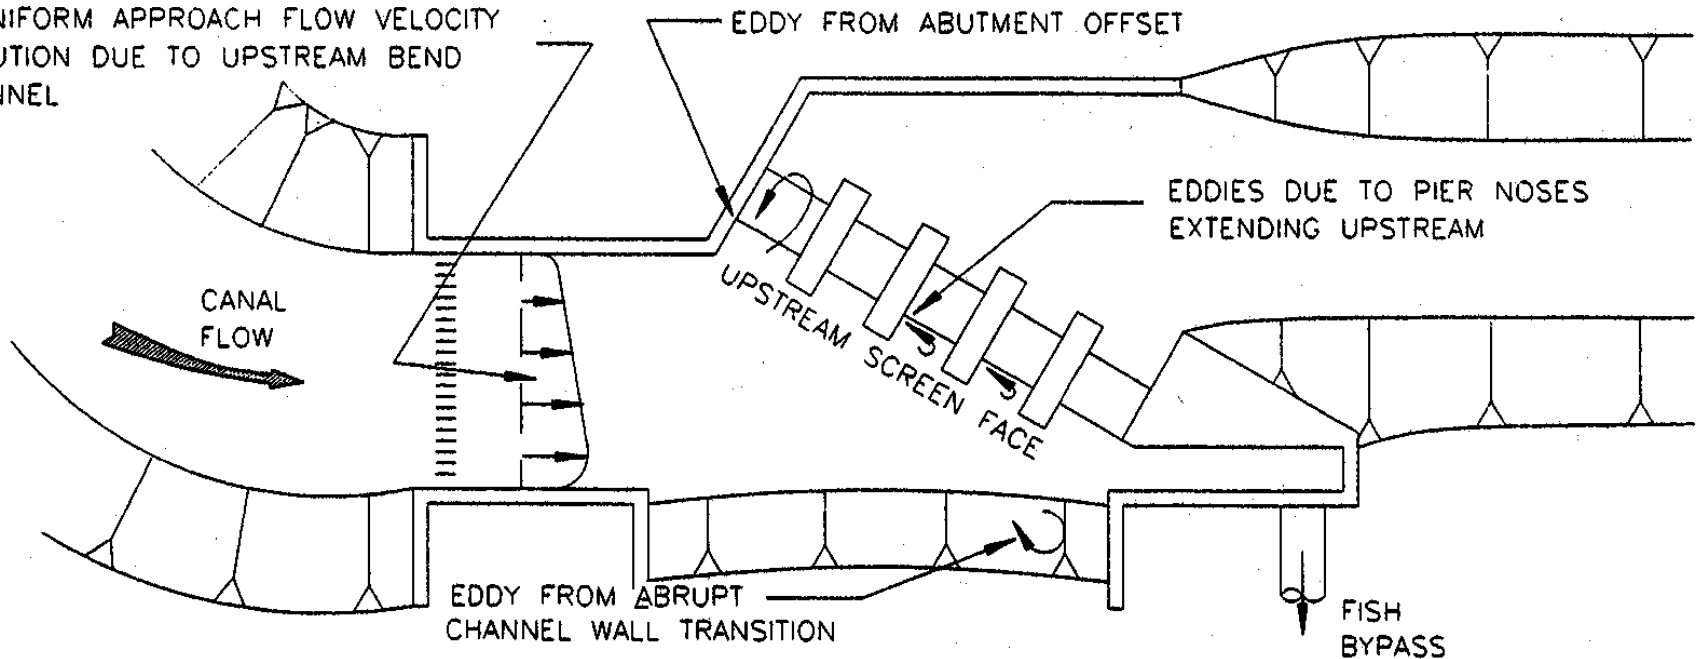 NIFORM APPROACH FLOW VELOCITY
UTION DUE TO UPSTREAM BEND
NNEL
EDDY FROM ABUTMENT OFFSET
EDDIES DUE TO PIER NOSES
EXTENDING UPSTREAM
CANAL
FLOW
UPSTREAM SCREEN FACE
EDDY FROM ABRUPT
CHANNEL WALL TRANSITION
FISH
BYPASS